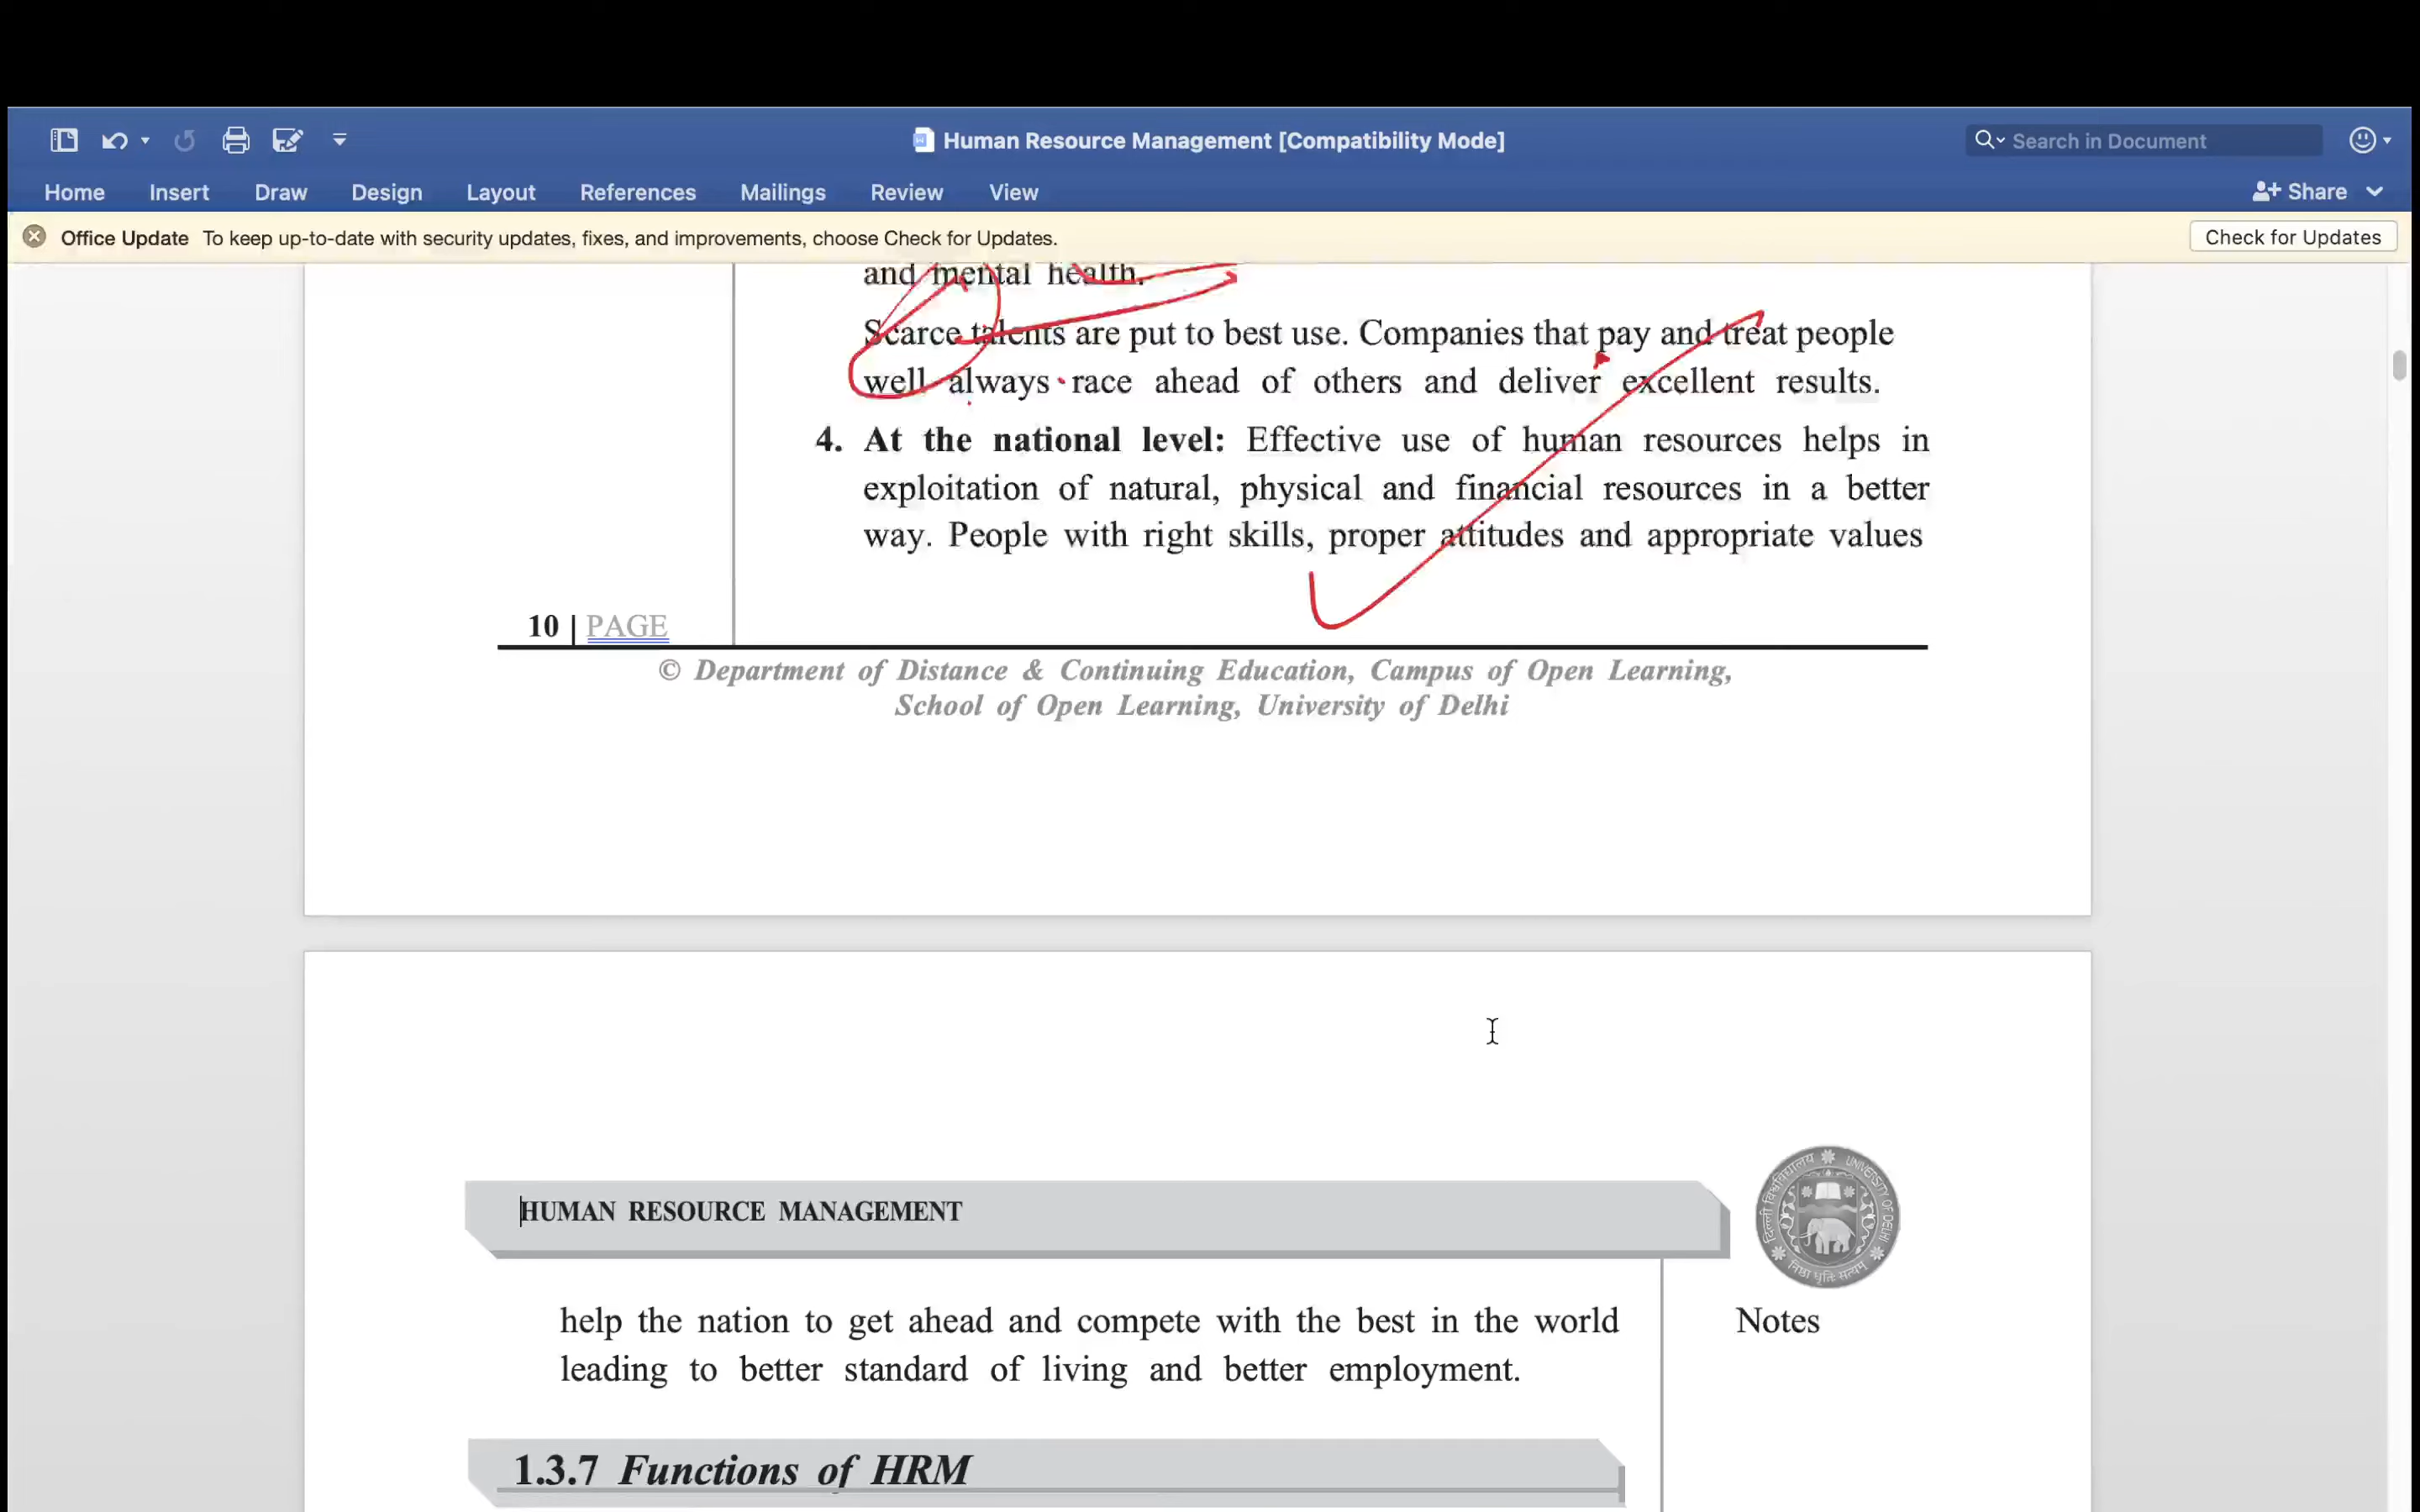 Human Resource Management [Compatibility Mode]
Search in Document
Home Insert Draw Design Layout References Mailings Review View
Share
Office Update To keep up-to-date with security updates, fixes, and improvements, choose Check for Updates.
Check for Updates
and mental health.
Scarce talents are put to best use. Companies that pay and treat people
well always race ahead of others and deliver excellent results.
4. At the national level: Effective use of human resources helps in
exploitation of natural, physical and financial resources in a better
way. People with right skills, proper attitudes and appropriate values
10 | PAGE
© Department of Distance & Continuing Education, Campus of Open Learning,
School of Open Learning, University of Delhi
HUMAN RESOURCE MANAGEMENT
दिल्ली विश्वविद्यालय
UNIVERSITY OF DELHI
निष्ठा धृतिः सत्यम्
help the nation to get ahead and compete with the best in the world
leading to better standard of living and better employment.
Notes
1.3.7 Functions of HRM